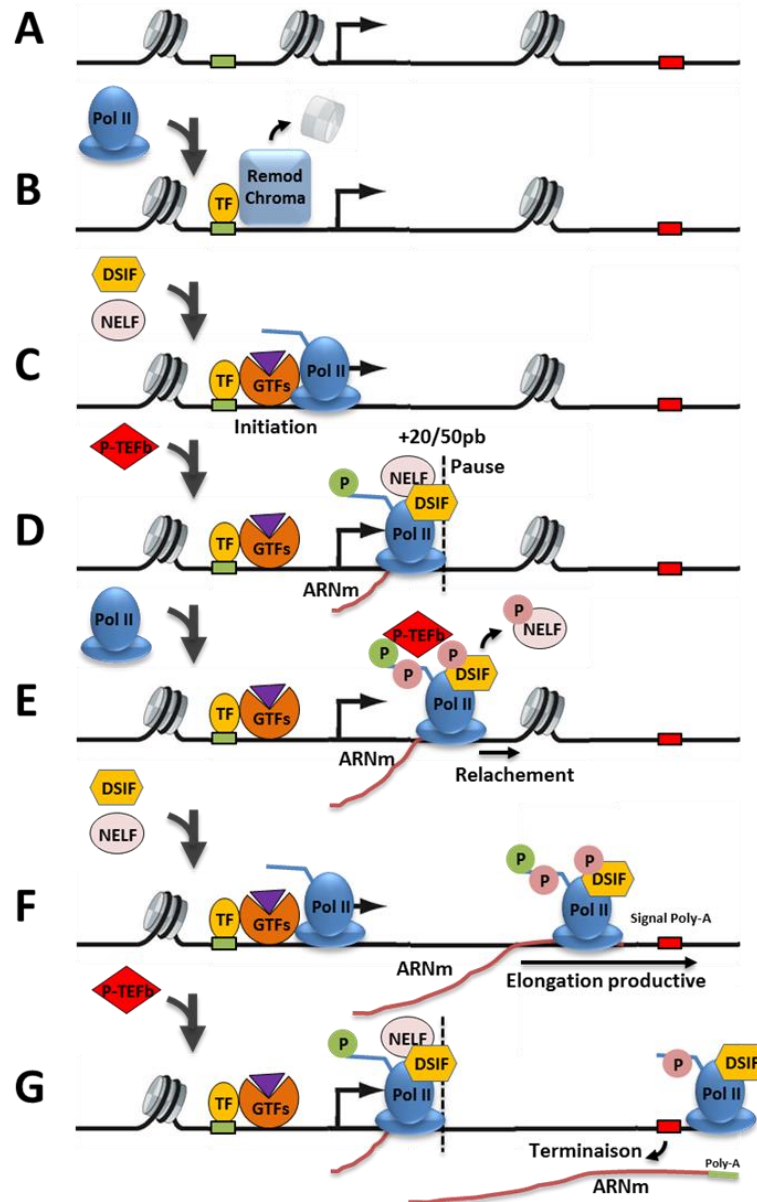 A
Pol II
Remod
Chroma
B
TF
DSIF
NELF
C
TF
GTFs
Pol II
Initiation
+20/50pb
P-TEFb
Pause
P
NELF
DSIF
D
TF
GTFs
Pol II
ARNm
Pol II
P-TEFb
P
NELF
P
P
P
DSIF
E
TF
GTFs
Pol II
ARNm
Relachement
DSIF
NELF
P
P
P
DSIF
F
TF
GTFs
Pol II
Pol II
Signal Poly-A
ARNm
Elongation productive
P-TEFb
P
NELF
DSIF
P
DSIF
G
TF
GTFs
Pol II
Pol II
Terminaison
Poly-A
ARNm